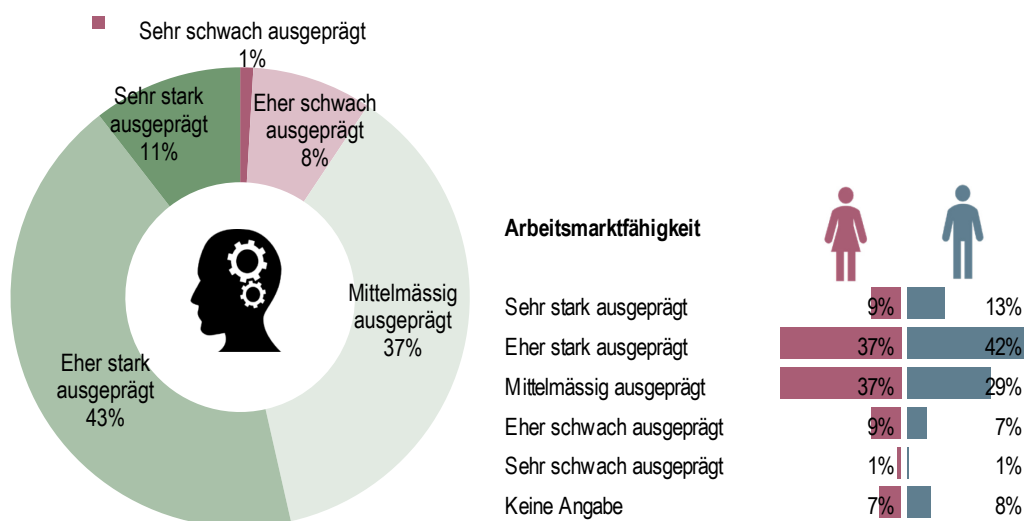 Sehr schwach ausgeprägt
1%
Sehr stark
ausgeprägt
11%
Eher schwach
ausgeprägt
8%
Mittelmässig
ausgeprägt
37%
Eher stark
ausgeprägt
43%
Arbeitsmarktfähigkeit
Sehr stark ausgeprägt 9% 13%
Eher stark ausgeprägt 37% 42%
Mittelmässig ausgeprägt 37% 29%
Eher schwach ausgeprägt 9% 7%
Sehr schwach ausgeprägt 1% 1%
Keine Angabe 7% 8%